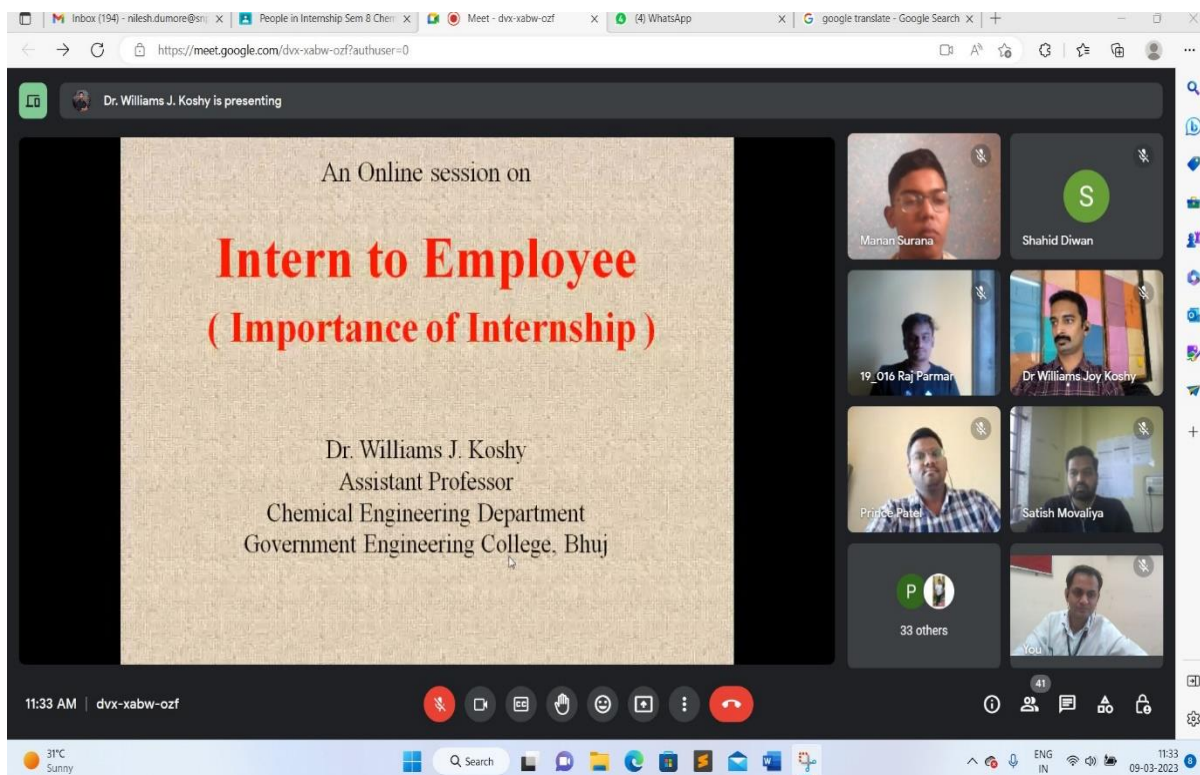 Inbox (194) - nilesh.dumore@sn
People in Internship Sem 8 Chem
Meet - dvx-xabw-ozf
(4) WhatsApp
google translate - Google Search
https://meet.google.com/dvx-xabw-ozf?authuser=0
Dr. Williams J. Koshy is presenting
An Online session on
Intern to Employee
( Importance of Internship )
Dr. Williams J. Koshy
Assistant Professor
Chemical Engineering Department
Government Engineering College, Bhuj
Manan Surana
S
Shahid Diwan
19_016 Raj Parmar
Dr Williams Joy Koshy
Prince Patel
Satish Movaliya
P
33 others
You
11:33 AM | dvx-xabw-ozf
41
31°C
Sunny
Search
ENG
IN
11:33
09-03-2023
8